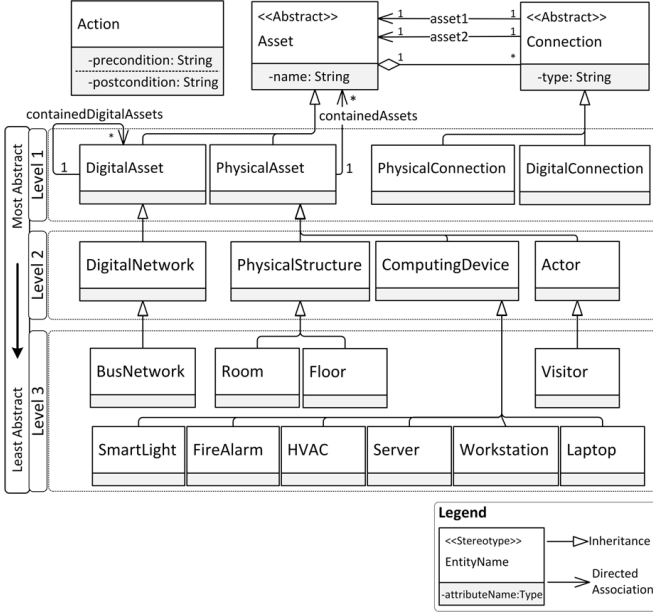 Action
-precondition: String
-postcondition: String
<<Abstract>>
Asset
-name: String
1 asset1 1
1 asset2 1
1 *
<<Abstract>>
Connection
-type: String
containedDigitalAssets
* containedAssets
*
1
1
Most Abstract
Least Abstract
Level 1
DigitalAsset
PhysicalAsset
PhysicalConnection
DigitalConnection
Level 2
DigitalNetwork
PhysicalStructure
ComputingDevice
Actor
Level 3
BusNetwork
Room
Floor
Visitor
SmartLight
FireAlarm
HVAC
Server
Workstation
Laptop
Legend
<<Stereotype>>
EntityName
-attributeName:Type
Inheritance
Directed
Association